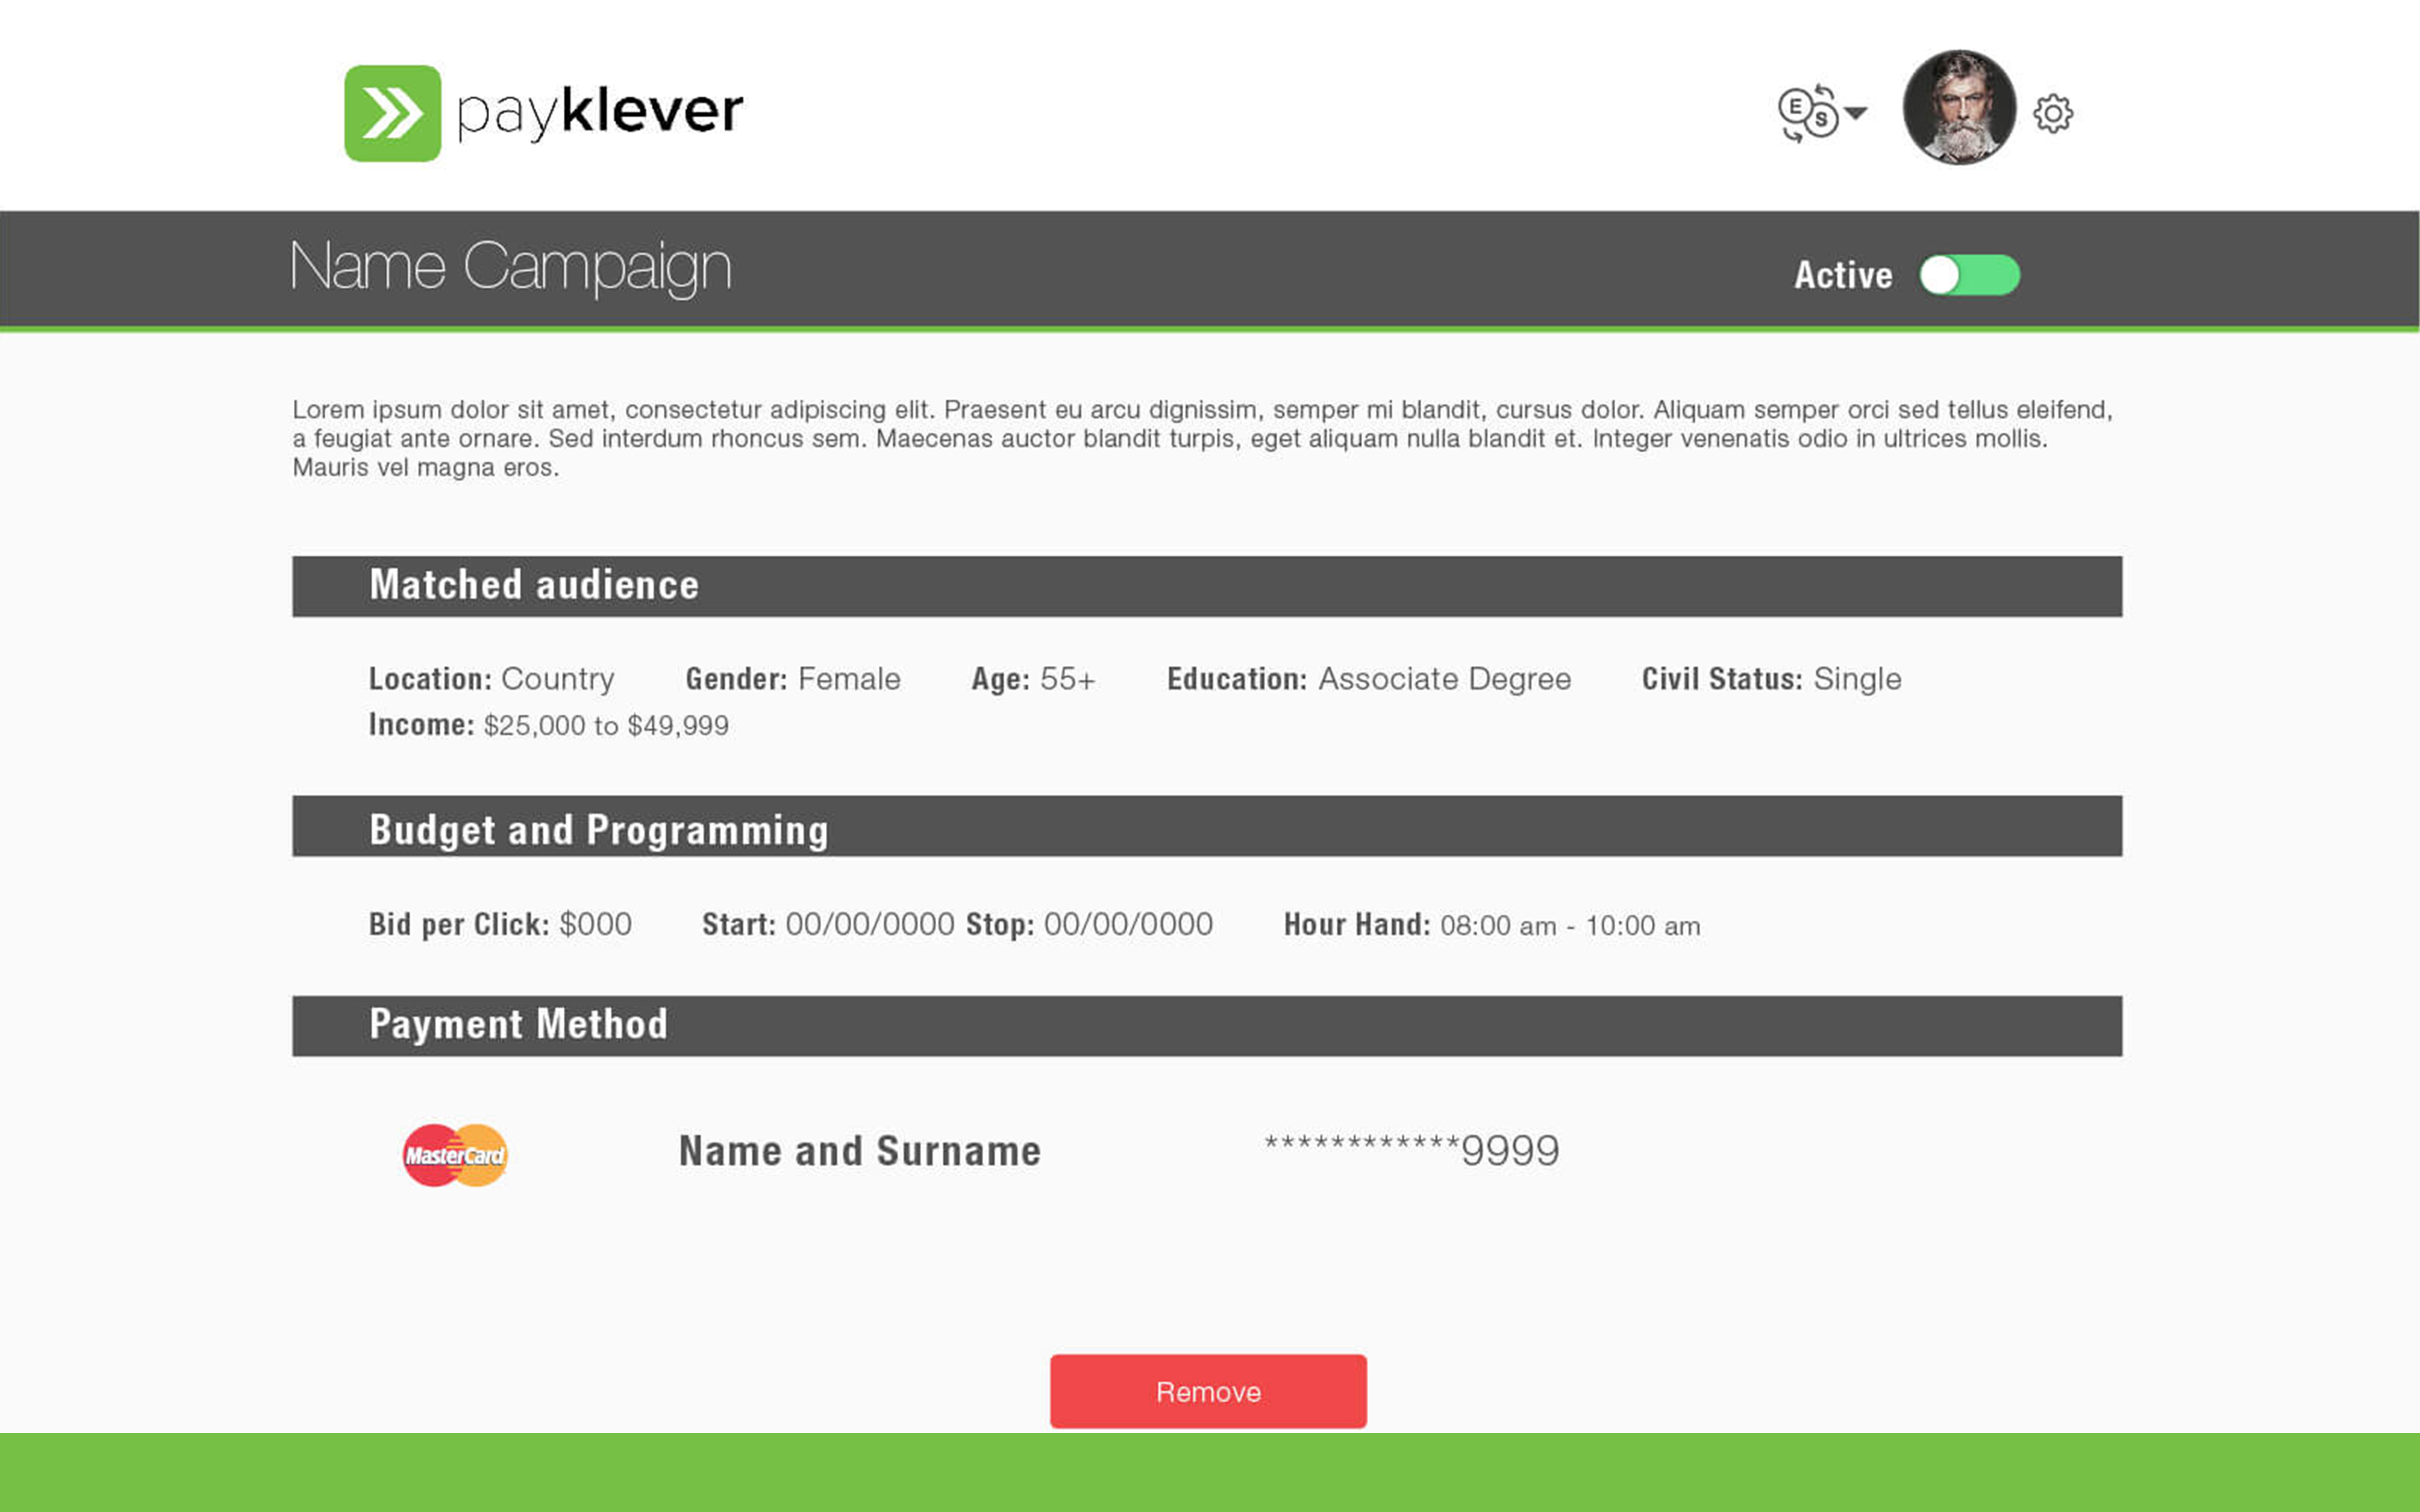 payklever
E S
Name Campaign
Active
Lorem ipsum dolor sit amet, consectetur adipiscing elit. Praesent eu arcu dignissim, semper mi blandit, cursus dolor. Aliquam semper orci sed tellus eleifend,
a feugiat ante ornare. Sed interdum rhoncus sem. Maecenas auctor blandit turpis, eget aliquam nulla blandit et. Integer venenatis odio in ultrices mollis.
Mauris vel magna eros.
Matched audience
Location: Country Gender: Female Age: 55+ Education: Associate Degree Civil Status: Single
Income: $25,000 to $49,999
Budget and Programming
Bid per Click: $000 Start: 00/00/0000 Stop: 00/00/0000 Hour Hand: 08:00 am - 10:00 am
Payment Method
MasterCard Name and Surname ************9999
Remove